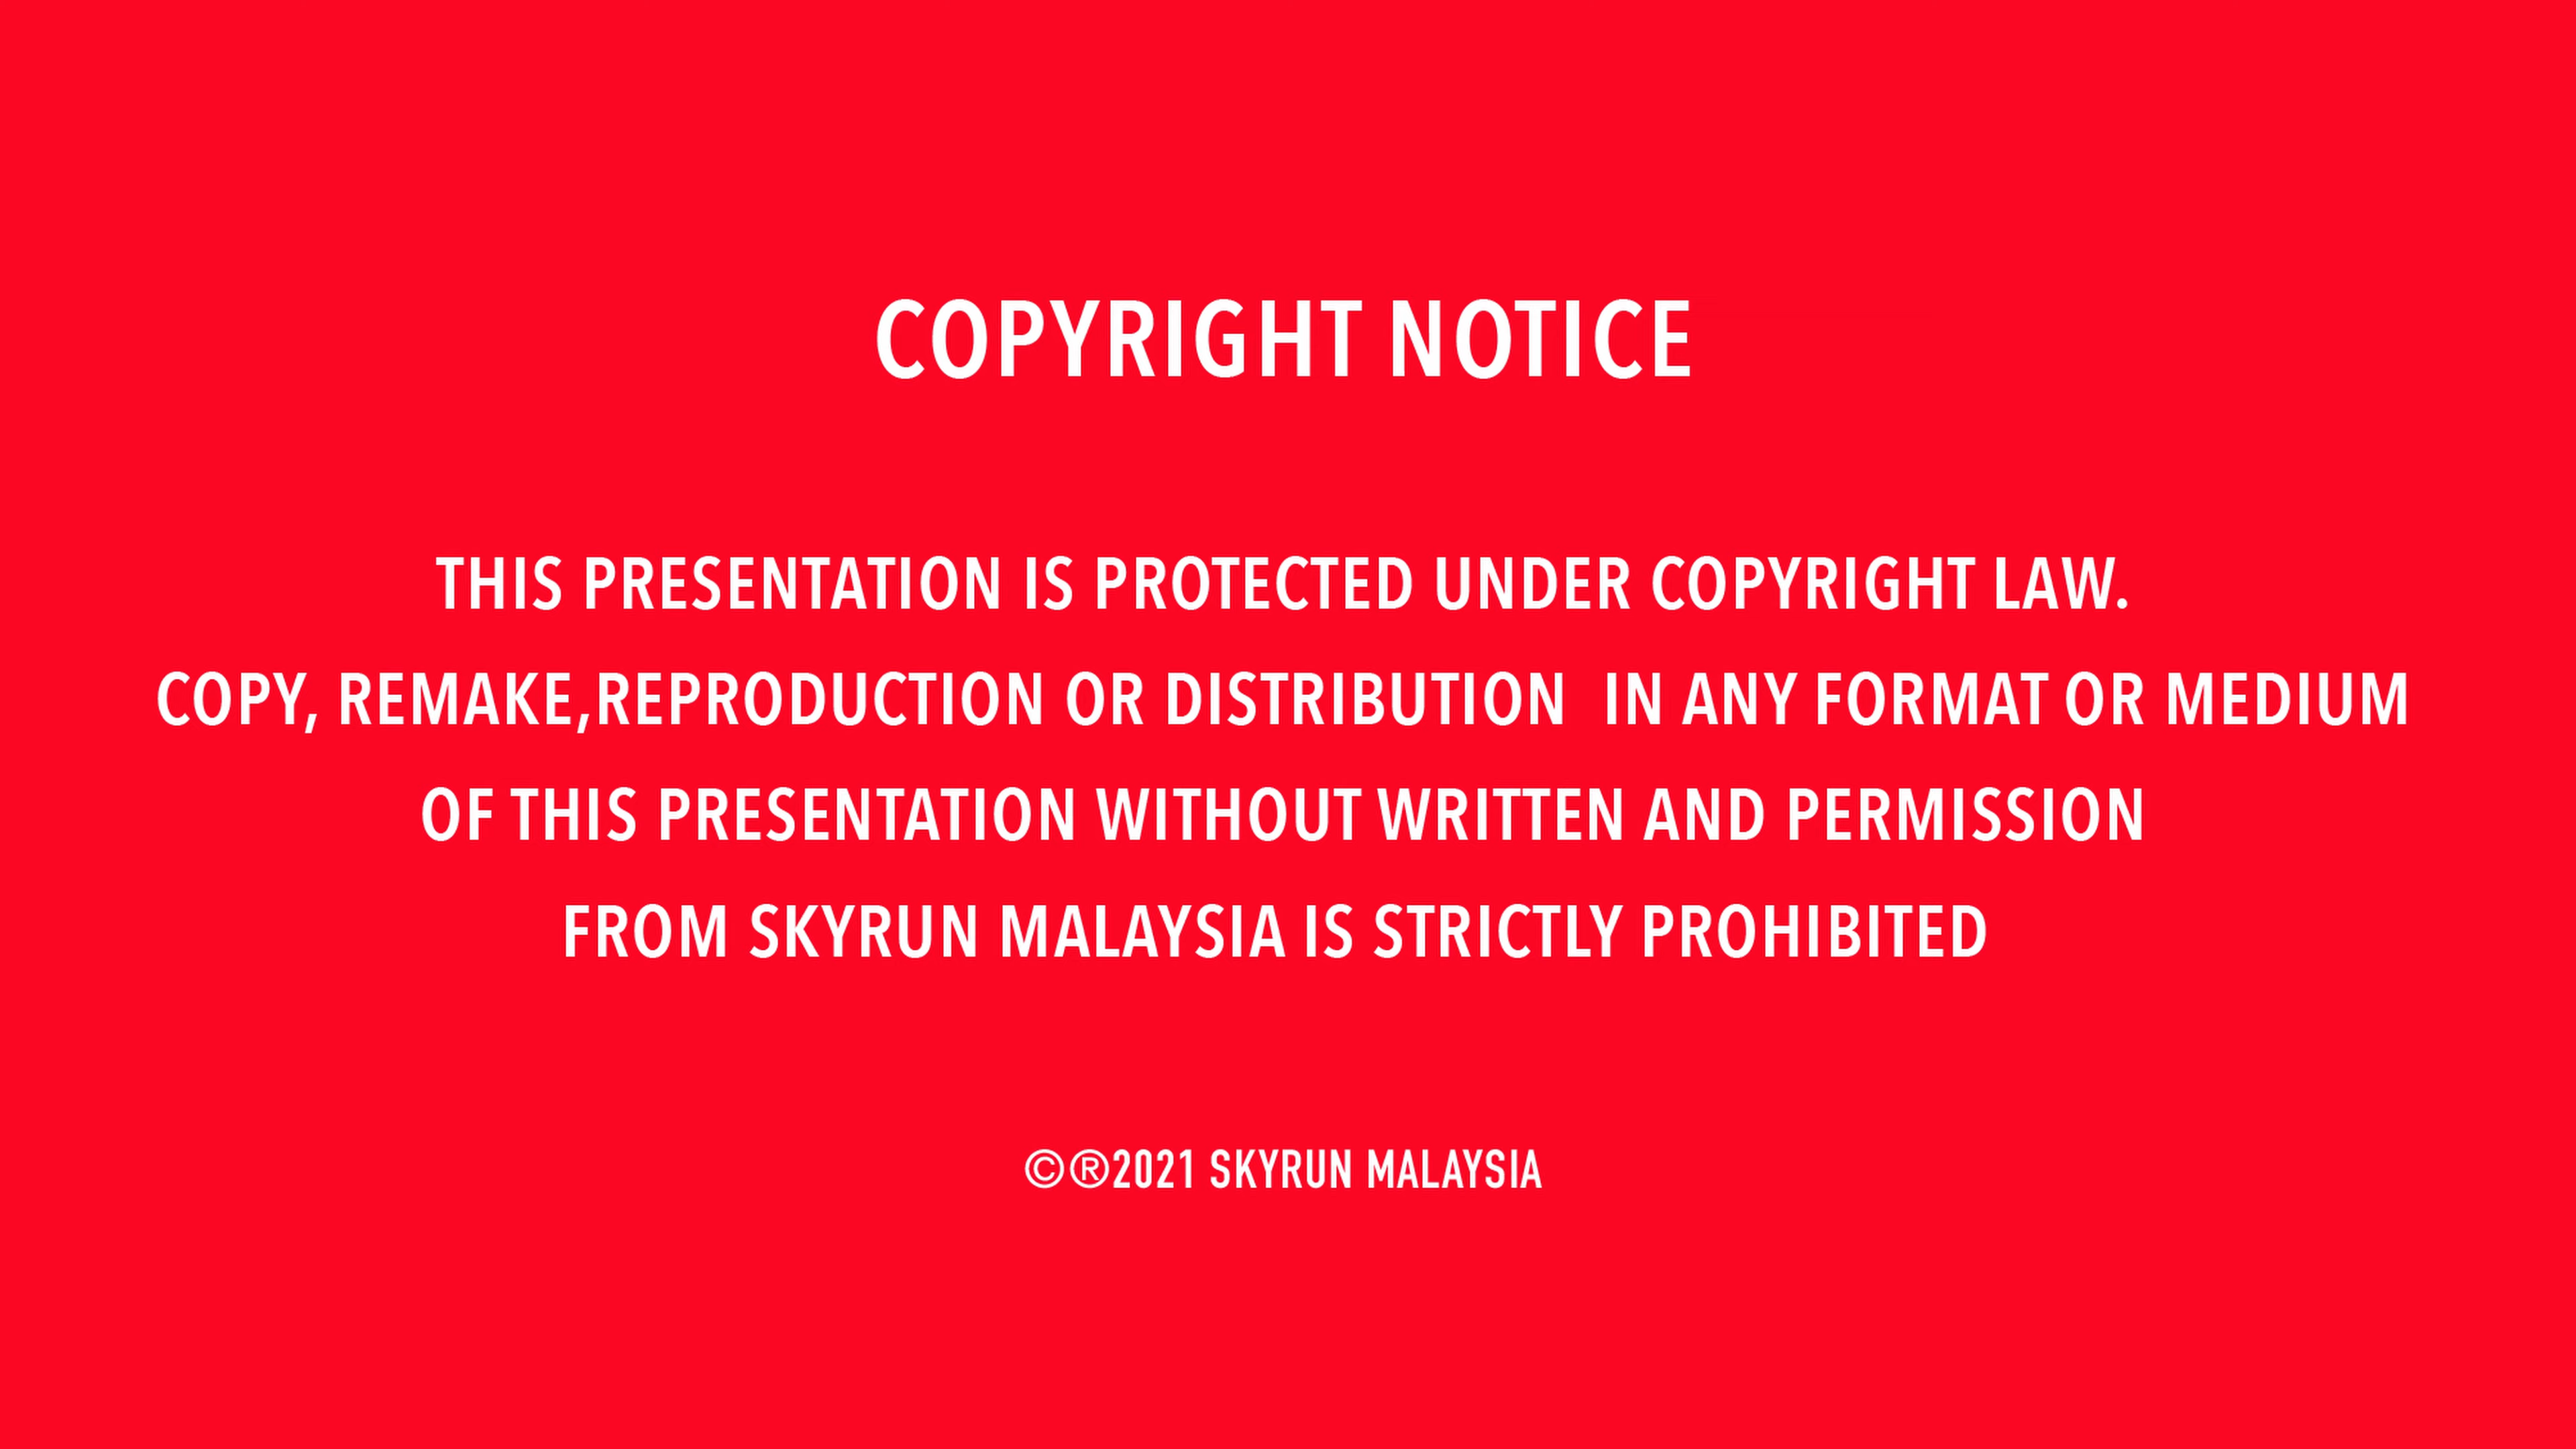 COPYRIGHT NOTICE
THIS PRESENTATION IS PROTECTED UNDER COPYRIGHT LAW.
COPY, REMAKE,REPRODUCTION OR DISTRIBUTION  IN ANY FORMAT OR MEDIUM
OF THIS PRESENTATION WITHOUT WRITTEN AND PERMISSION
FROM SKYRUN MALAYSIA IS STRICTLY PROHIBITED
©®2021 SKYRUN MALAYSIA